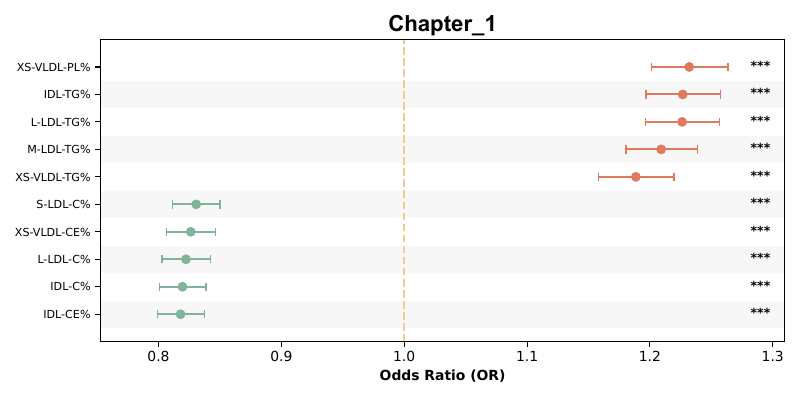 Chapter_1
XS-VLDL-PL% ***
IDL-TG% ***
L-LDL-TG% ***
M-LDL-TG% ***
XS-VLDL-TG% ***
S-LDL-C% ***
XS-VLDL-CE% ***
L-LDL-C% ***
IDL-C% ***
IDL-CE% ***
0.8 0.9 1.0 1.1 1.2 1.3
Odds Ratio (OR)